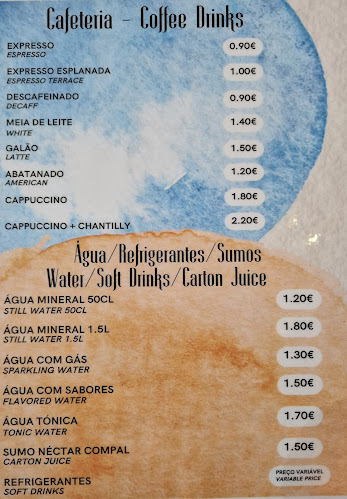 Cafeteria - Coffee Drinks
EXPRESSO 0.90€
ESPRESSO
EXPRESSO ESPLANADA 1.00€
ESPRESSO TERRACE
DESCAFEINADO 0.90€
DECAFF
MEIA DE LEITE 1.40€
WHITE
GALÃO 1.50€
LATTE
ABATANADO 1.20€
AMERICAN
CAPPUCCINO 1.80€
CAPPUCCINO + CHANTILLY 2.20€
Água/Refrigerantes/Sumos
Water/Soft Drinks/Carton Juice
ÁGUA MINERAL 50CL 1.20€
STILL WATER 50CL
ÁGUA MINERAL 1.5L 1.80€
STILL WATER 1.5L
ÁGUA COM GÁS 1.30€
SPARKLING WATER
ÁGUA COM SABORES 1.50€
FLAVORED WATER
ÁGUA TÓNICA 1.70€
TONIC WATER
SUMO NÉCTAR COMPAL 1.50€
CARTON JUICE
REFRIGERANTES PREÇO VARIÁVEL
SOFT DRINKS VARIABLE PRICE